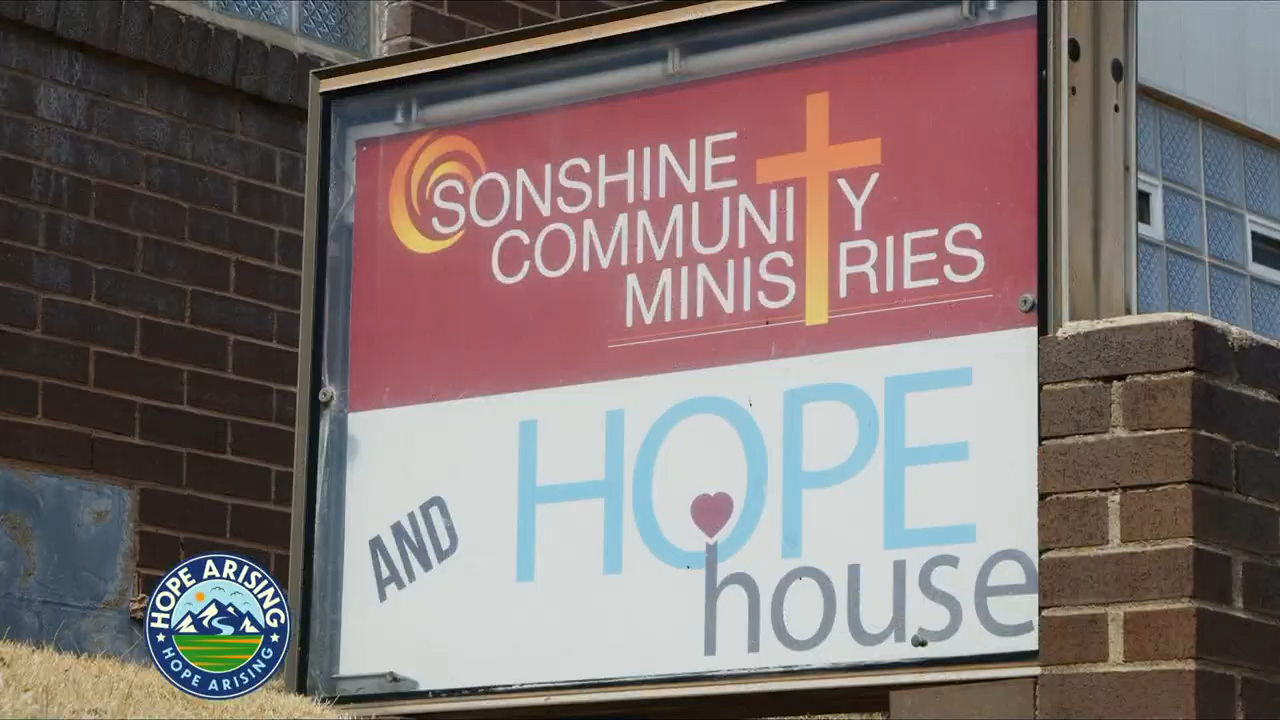 SONSHINE
COMMUNITY
MINISTRIES
AND HOPE
house
HOPE ARISING
HOPE ARISING